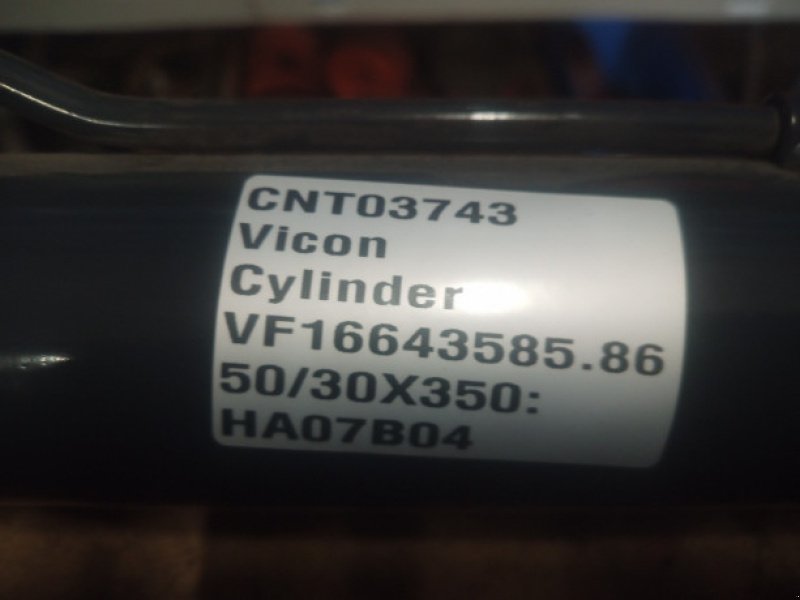 CNT03743
Vicon
Cylinder
VF16643585.86
50/30X350:
HA07B04